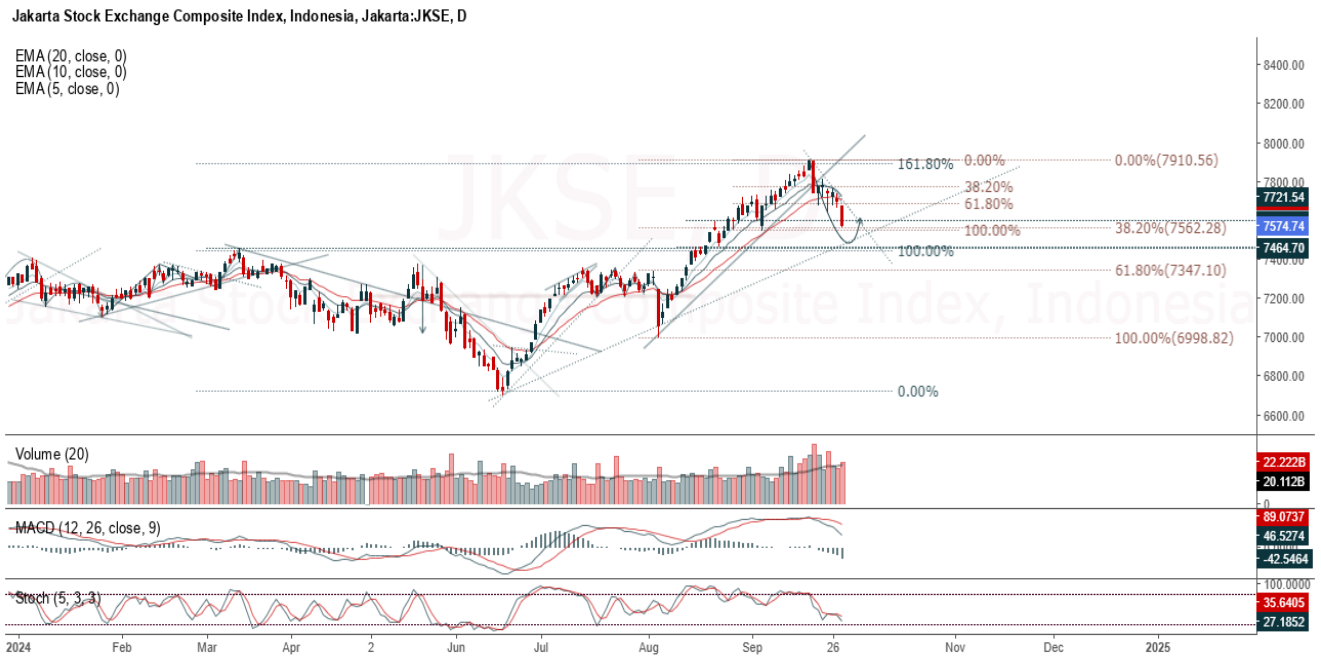 Jakarta Stock Exchange Composite Index, Indonesia, Jakarta:JKSE, D
EMA (20, close, 0)
EMA (10, close, 0)
EMA (5, close, 0)
JKSE, D
Jakarta Stock Exchange Composite Index, Indonesia
8400.00
8200.00
8000.00
7800.00
7721.54
7574.74
7464.70
7400.00
7200.00
7000.00
6800.00
6600.00
161.80%
0.00%
0.00%(7910.56)
38.20%
61.80%
100.00%
38.20%(7562.28)
100.00%
61.80%(7347.10)
100.00%(6998.82)
0.00%
Volume (20)
22.222B
20.112B
0
MACD (12, 26, close, 9)
89.0737
46.5274
-42.5464
Stoch (5, 3, 3)
100.0000
35.6405
27.1852
2024 Feb Mar Apr 2 Jun Jul Aug Sep 26 Nov Dec 2025